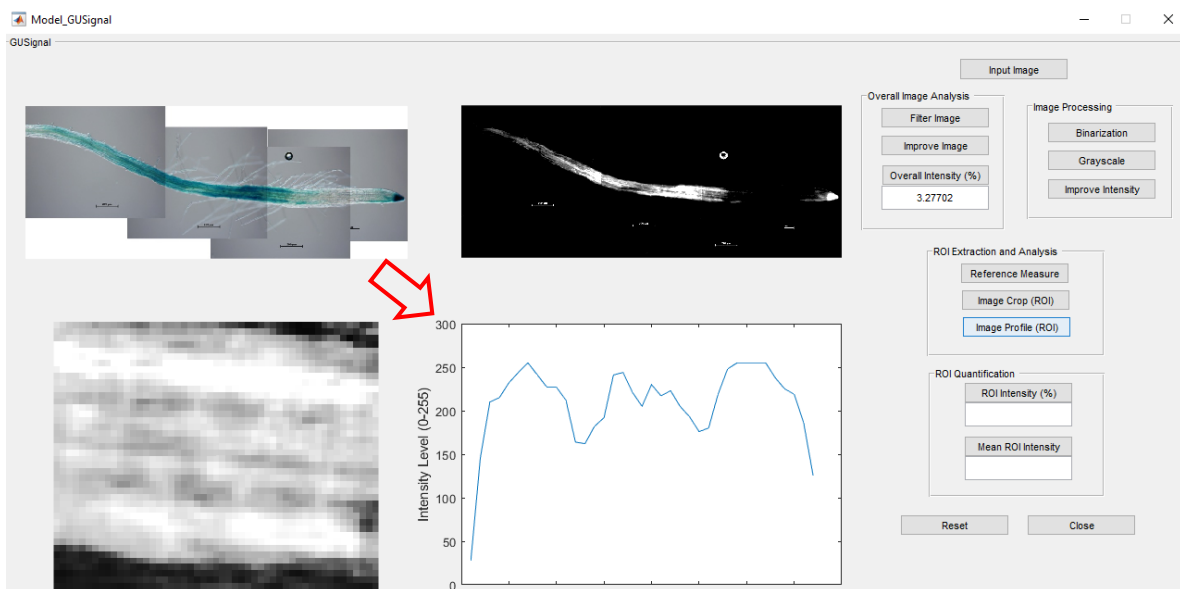 Model_GUSignal
GUSignal
Input Image
Overall Image Analysis
Filter Image
Improve Image
Overall Intensity (%)
3.27702
Image Processing
Binarization
Grayscale
Improve Intensity
ROI Extraction and Analysis
Reference Measure
Image Crop (ROI)
Image Profile (ROI)
ROI Quantification
ROI Intensity (%)
Mean ROI Intensity
Reset
Close
Intensity Level (0-255)
300
250
200
150
100
50
0